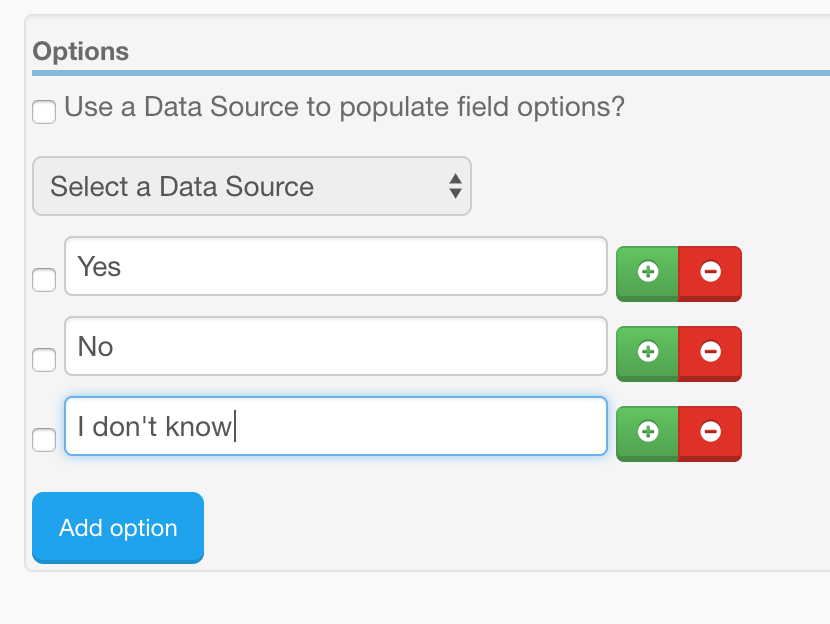 Options
Use a Data Source to populate field options?
Select a Data Source
Yes
No
I don't know
Add option